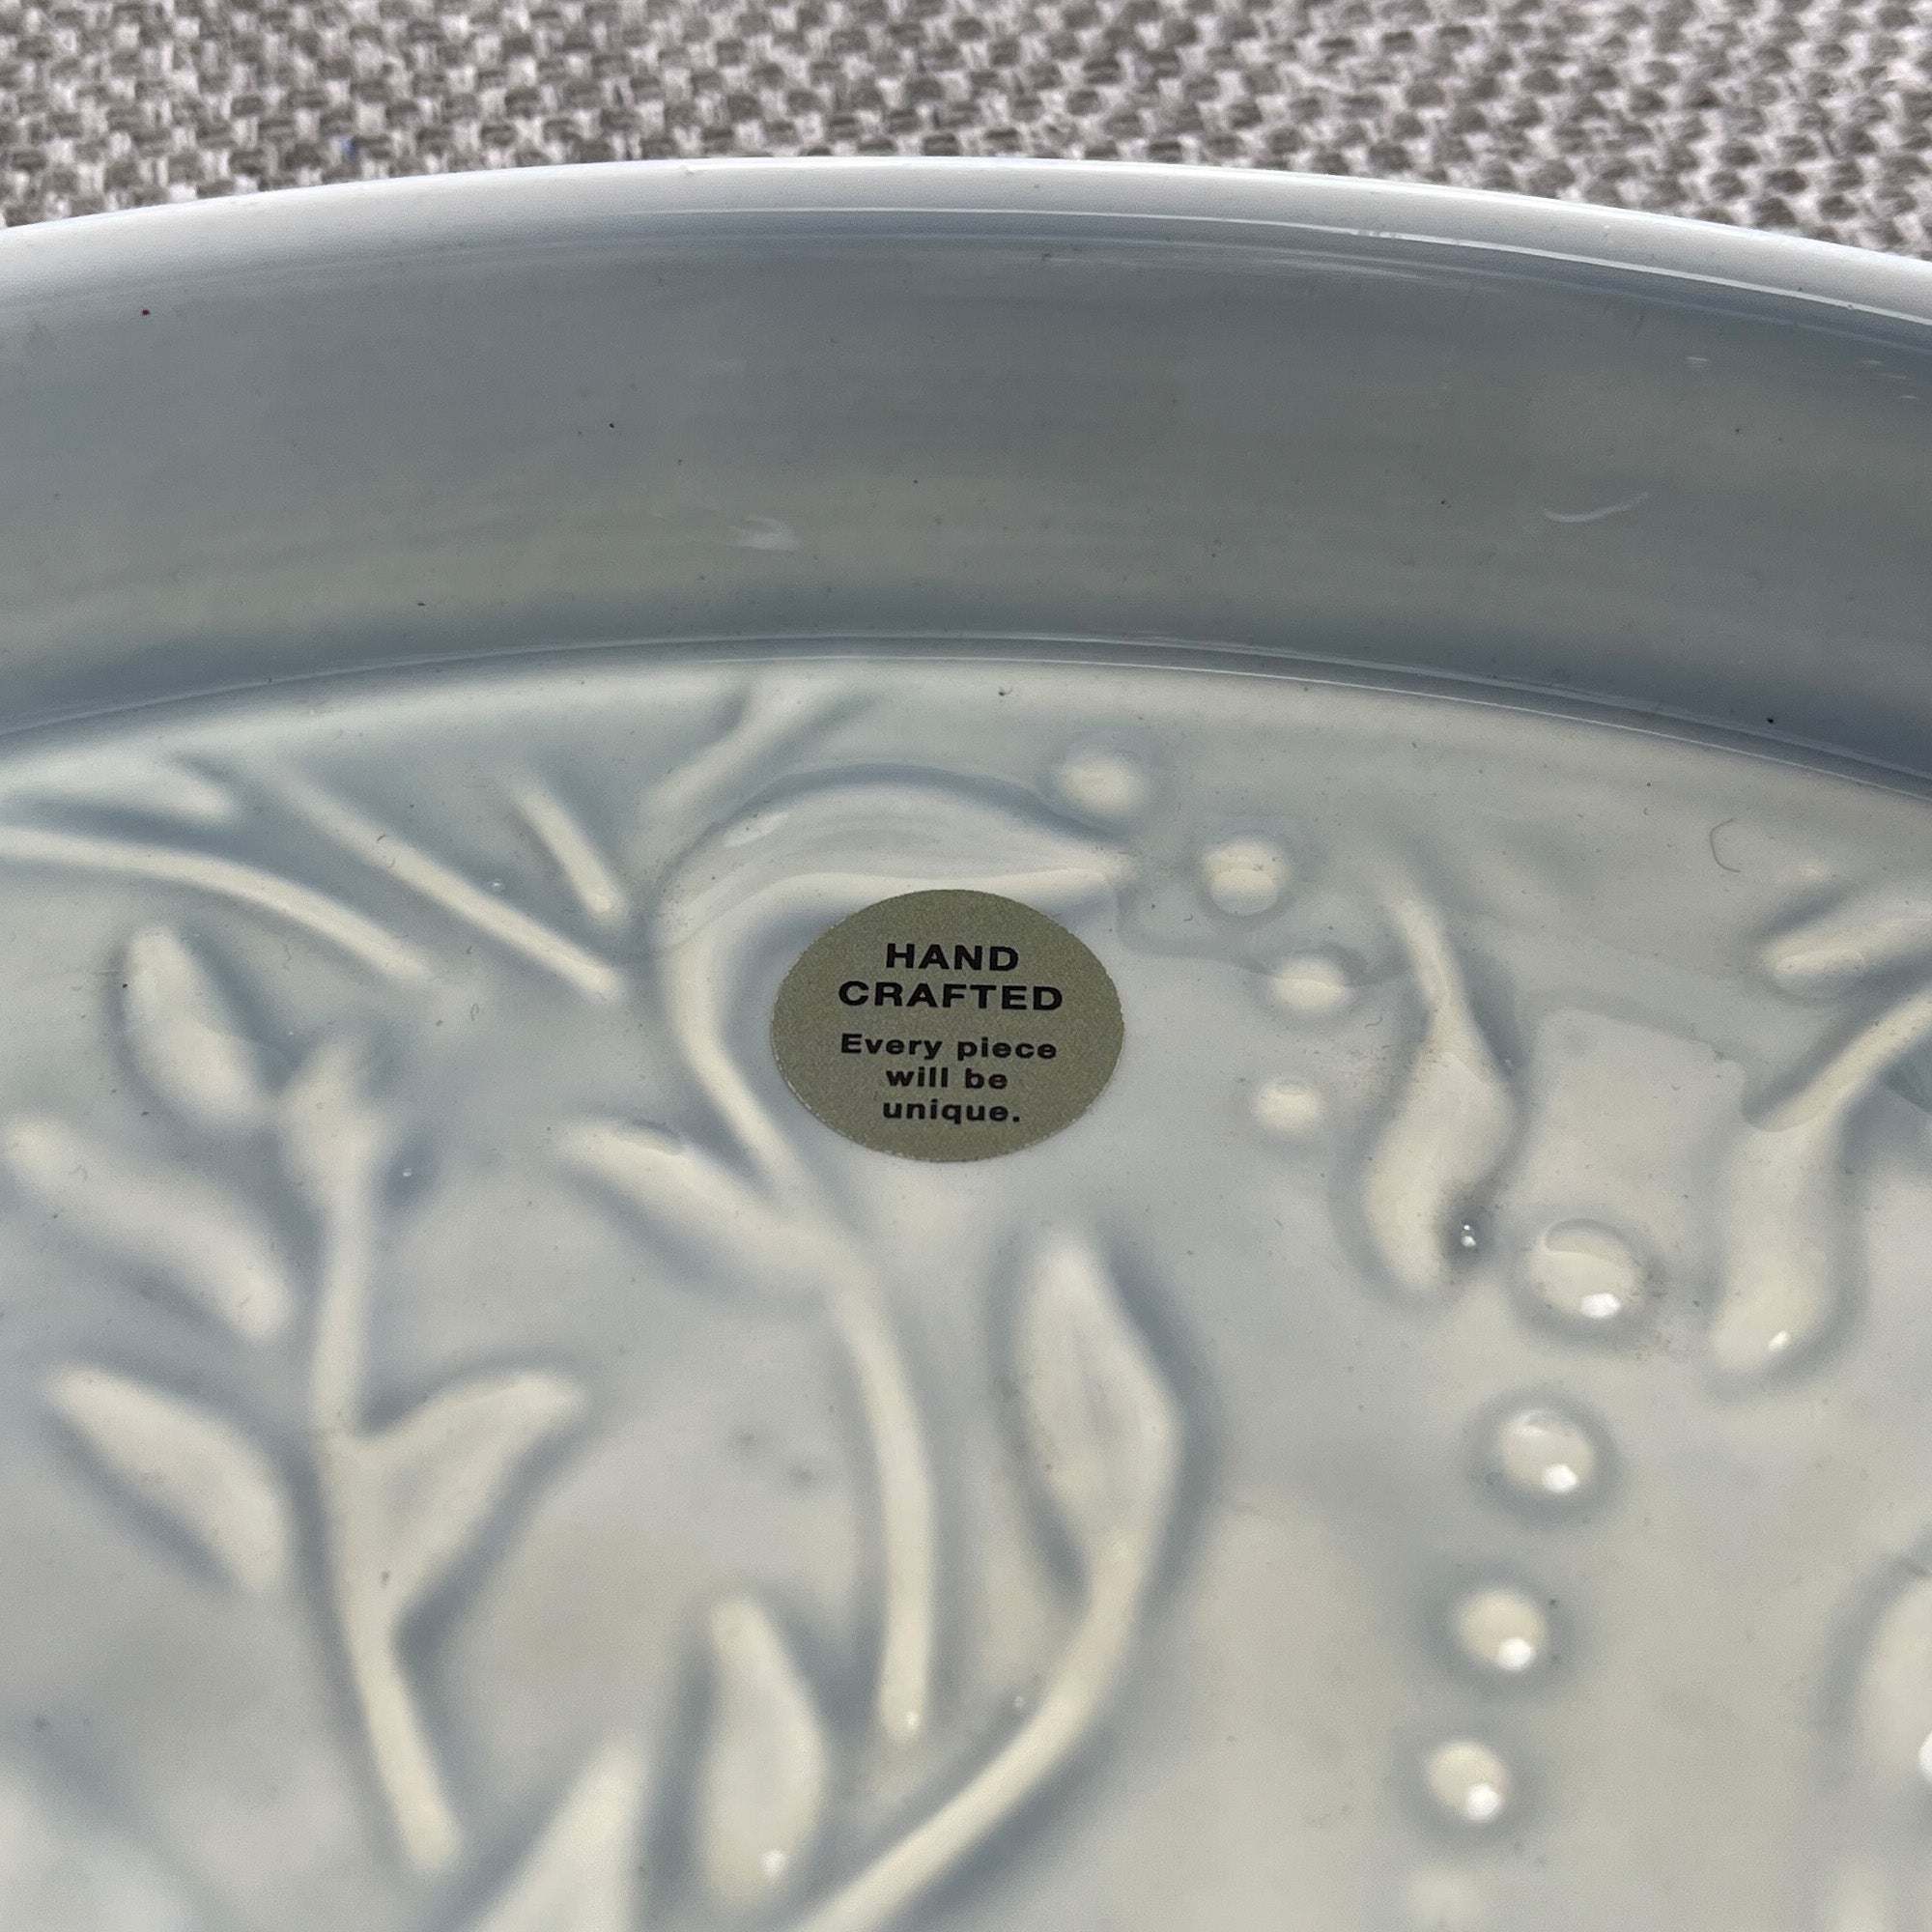 HAND
CRAFTED
Every piece
will be
unique.